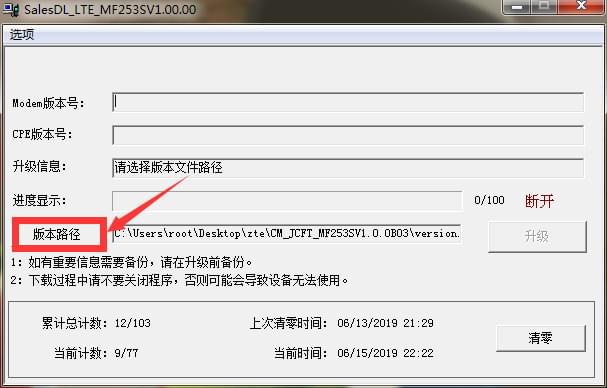 SalesDL_LTE_MF253SV1.00.00
选项
Modem版本号：
CPE版本号：
升级信息： 请选择版本文件路径
进度显示： 0/100 断开
版本路径 C:\Users\root\Desktop\zte\CM_JCFT_MF253SV1.0.0B03\version. 升级
1：如有重要信息需要备份，请在升级前备份。
2：下载过程中请不要关闭程序，否则可能会导致设备无法使用。
累计总计数： 12/103 上次清零时间： 06/13/2019 21:29
当前计数： 9/77 当前时间： 06/15/2019 22:22
清零